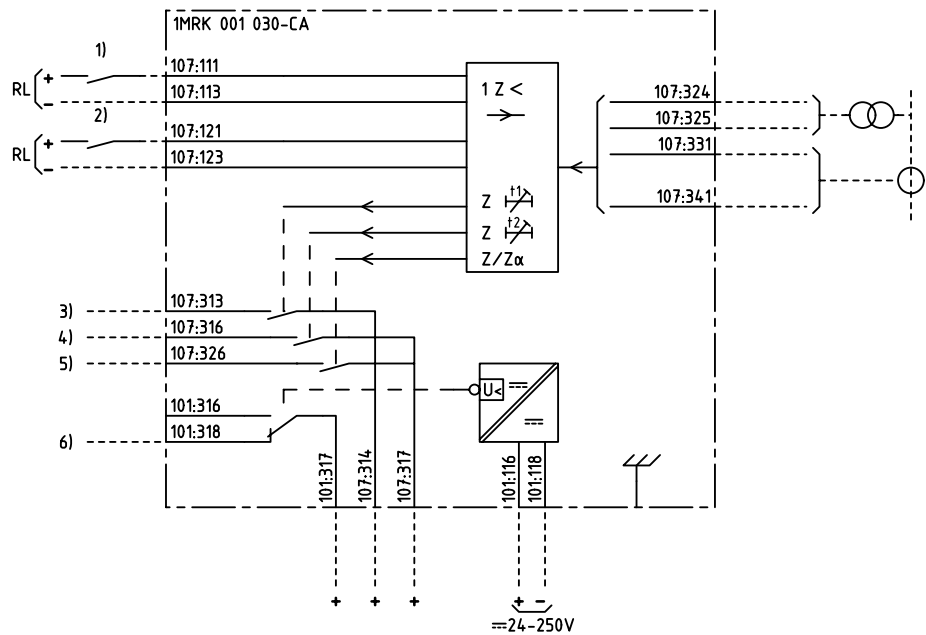 1MRK 001 030-CA
1)
RL + 107:111
- 107:113
2)
RL + 107:121
- 107:123
1 Z <
107:324
107:325
107:331
107:341
Z t1
Z t2
Z/Zα
3) 107:313
4) 107:316
5) 107:326
U<
101:316
6) 101:318
101:317
107:314
107:317
101:116
101:118
+ + + + -
24-250V